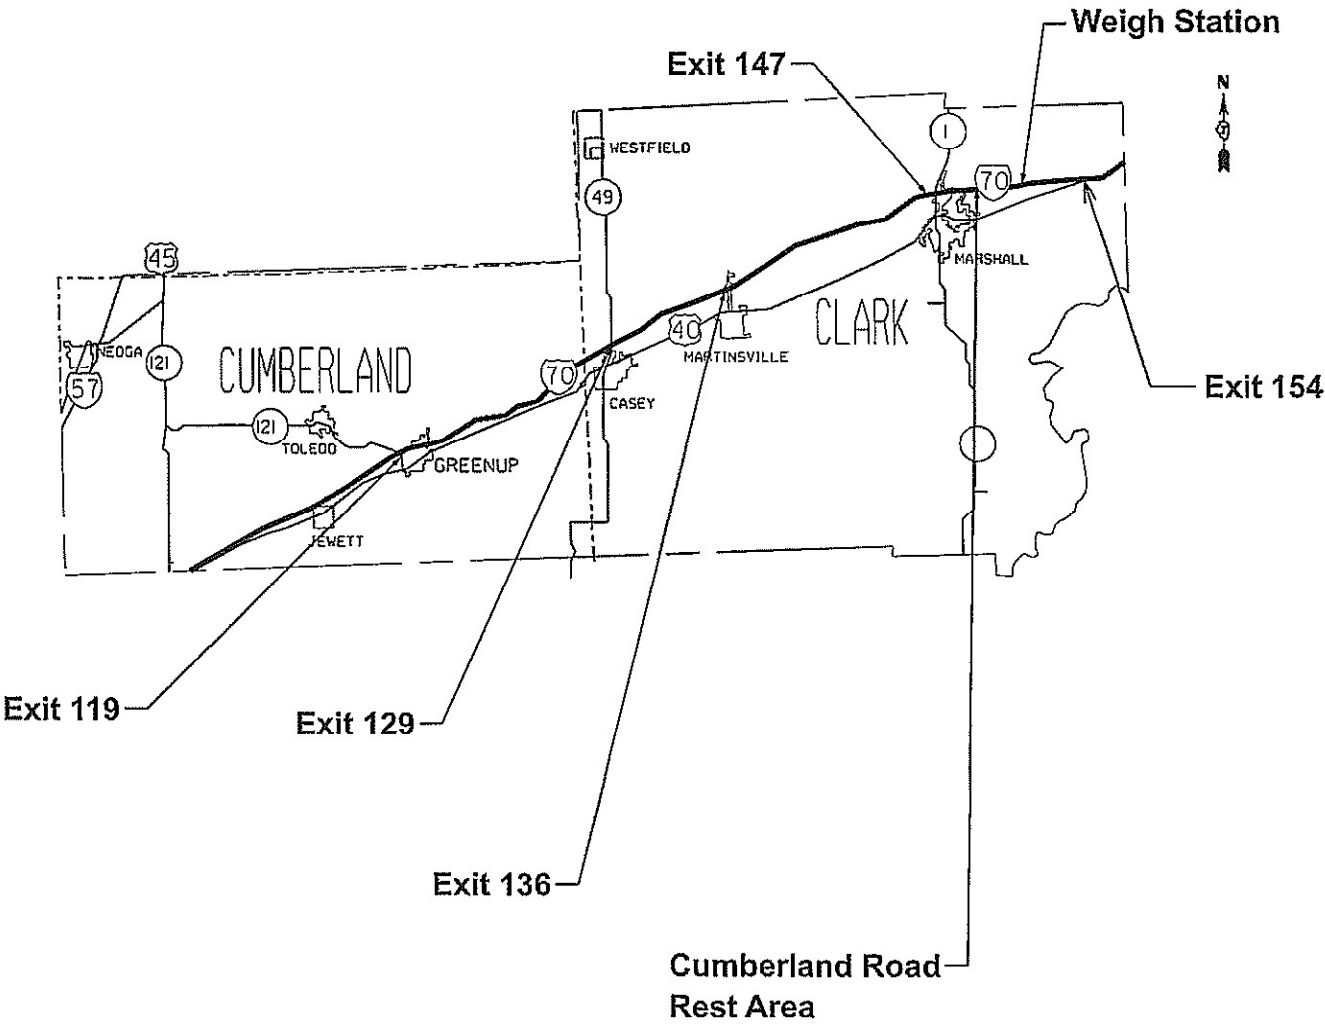 Weigh Station
Exit 147
N
1
WESTFIELD
70
49
45
MARSHALL
NEOGA
121
CUMBERLAND
CLARK
40
MARTINSVILLE
57
70
Exit 154
CASEY
121
TOLEDO
GREENUP
JEWETT
Exit 119
Exit 129
Exit 136
Cumberland Road
Rest Area